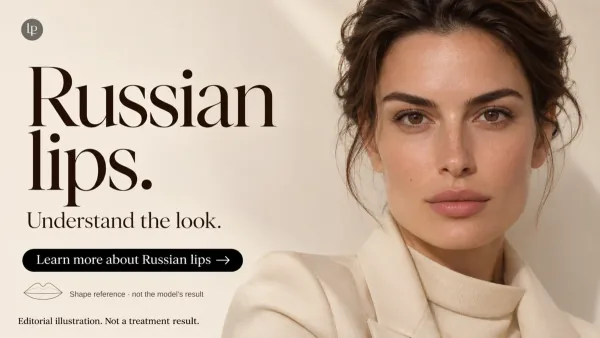 lp
Russian
lips.
Understand the look.
Learn more about Russian lips →
Shape reference - not the model's result
Editorial illustration. Not a treatment result.